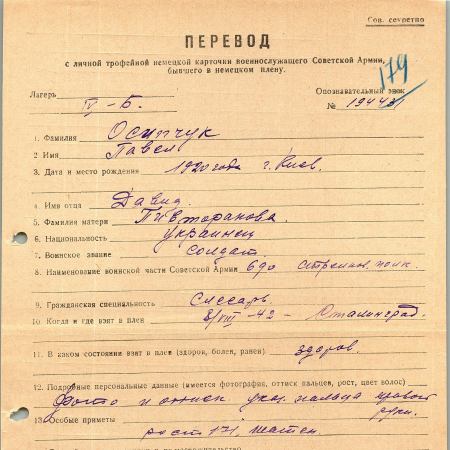 Сов. секретно
ПЕРЕВОД
с личной трофейной немецкой карточки военнослужащего Советской Армии,
бывшего в немецком плену.
179
Лагерь IV-Б.
Опознавательный знак
№ 19443
1. Фамилия Осипчук
2 Имя Павел
3. Дата и место рождения 1920 года г. Киев.
4. Имя отца Давид
5. Фамилия матери
6. Национальность украинец
7. Воинское звание солдат.
8. Наименование воинской части Советской Армии 690 стрелков. полк.
9. Гражданская специальность Слесарь.
10. Когда и где взят в плен 8/VIII-42 - Сталинград.
11. В каком состоянии взят в плен (здоров, болен, ранен) здоров.
12. Подробные персональные данные (имеется фотография, оттиск пальцев, рост, цвет волос)
Фото и оттиск указ. пальца правой
руки.
13. Особые приметы
рост 171, шатен